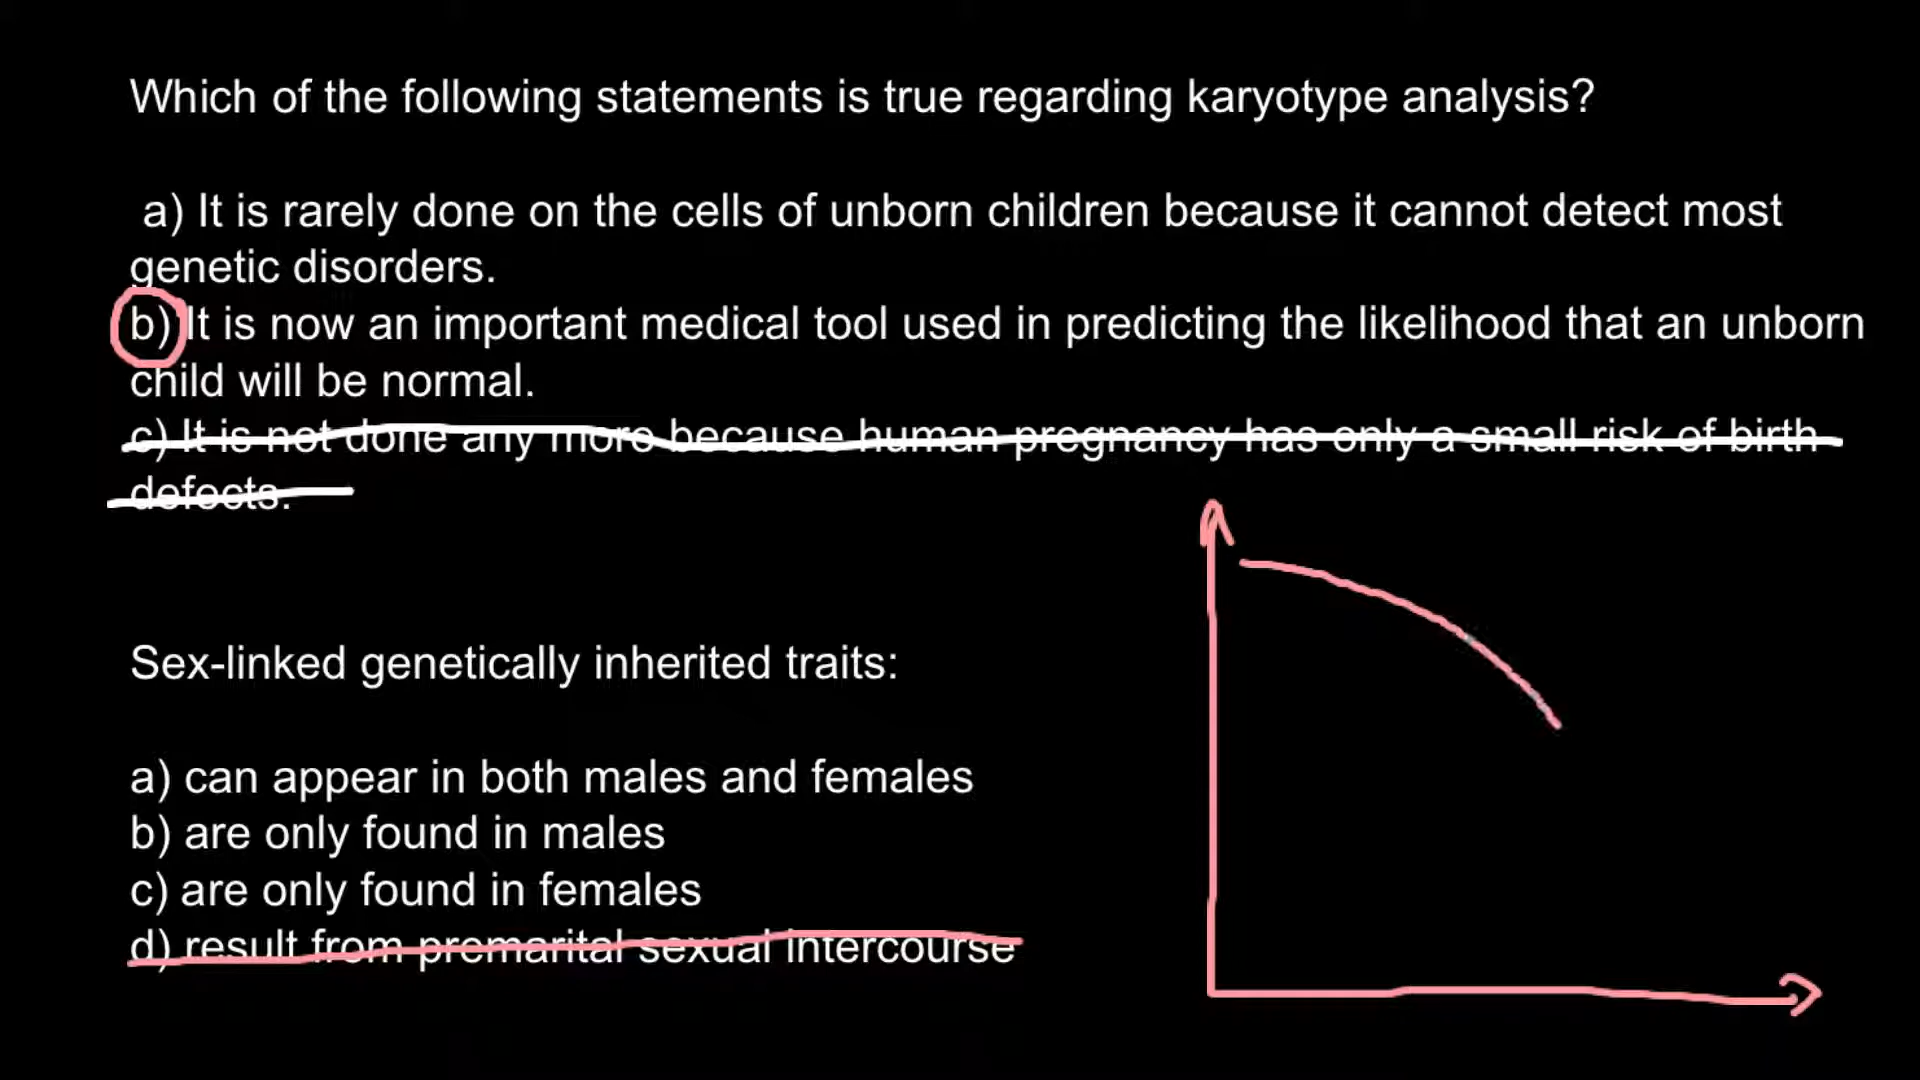 Which of the following statements is true regarding karyotype analysis?
a) It is rarely done on the cells of unborn children because it cannot detect most
genetic disorders.
b) It is now an important medical tool used in predicting the likelihood that an unborn
child will be normal.
c) It is not done any more because human pregnancy has only a small risk of birth
defects.
Sex-linked genetically inherited traits:
a) can appear in both males and females
b) are only found in males
c) are only found in females
d) result from premarital sexual intercourse